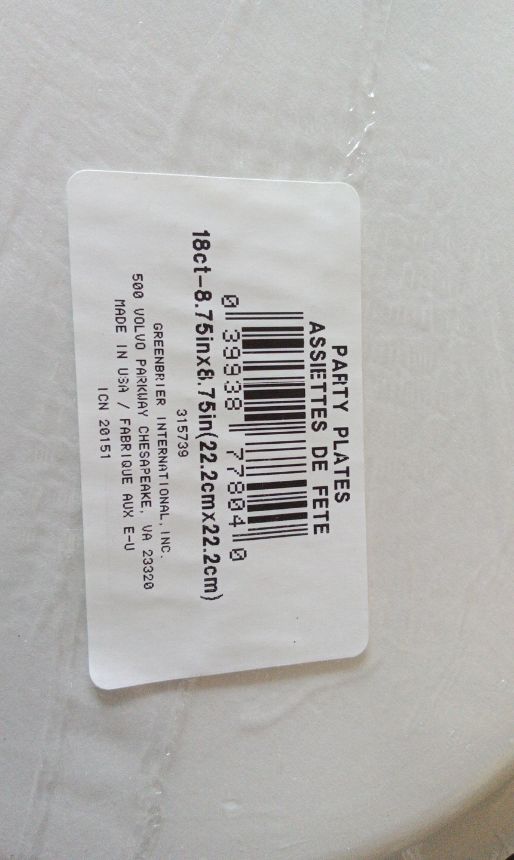 PARTY PLATES
ASSIETTES DE FETE
0 39938 77804 0
18ct-8.75inx8.75in(22.2cmx22.2cm)
315739
GREENBRIER INTERNATIONAL, INC.
500 VOLVO PARKWAY CHESAPEAKE, VA 23320
MADE IN USA / FABRIQUE AUX E-U
ICN 20151